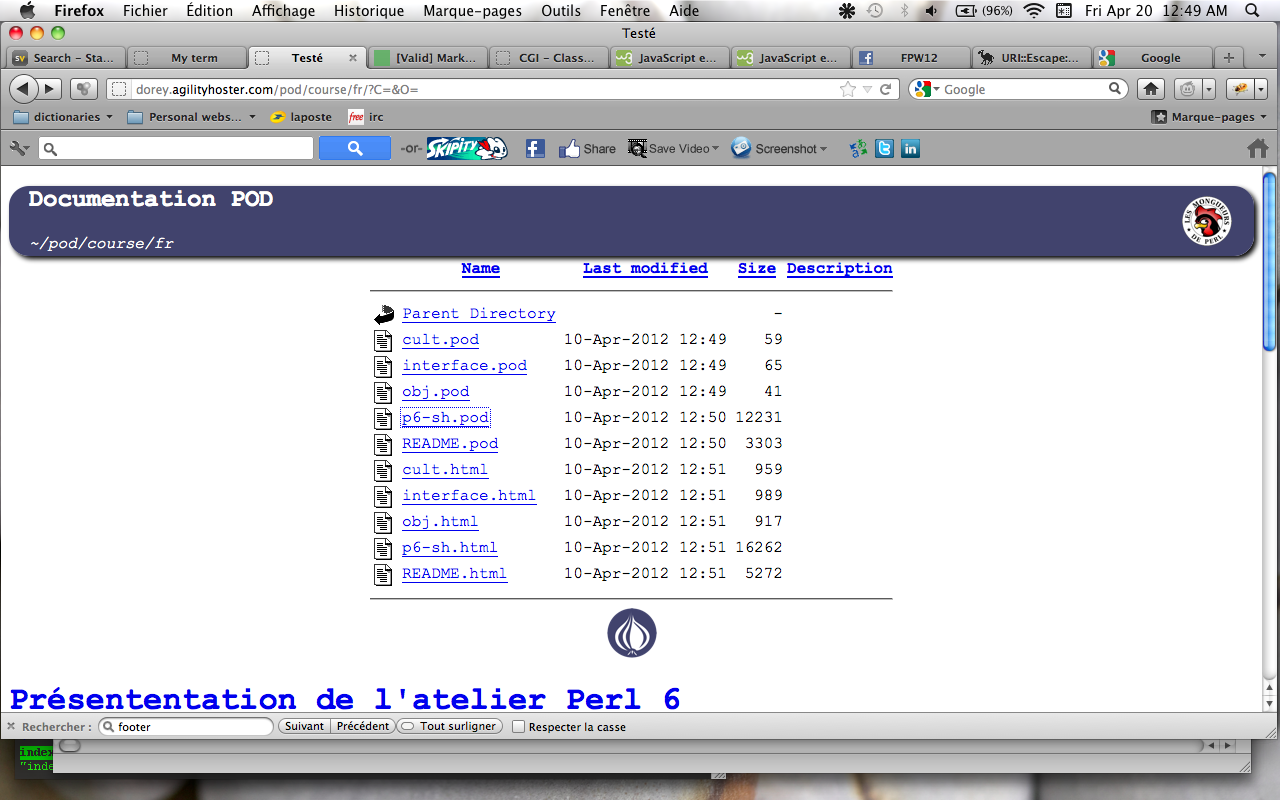 Firefox Fichier Édition Affichage Historique Marque-pages Outils Fenêtre Aide (96%) Fri Apr 20 12:49 AM
Testé
sv Search – Sta... My term Testé [Valid] Mark... CGI – Class... JavaScript e... JavaScript e... FPW12 URI::Escape:... Google
dorey.agilityhoster.com/pod/course/fr/?C=&O= Google
dictionaries Personal webs... laposte free irc Marque-pages
-or- SKIPITY Share Save Video Screenshot
Documentation POD
~/pod/course/fr
LES MONGUEURS DE PERL
Name Last modified Size Description
Parent Directory -
cult.pod 10-Apr-2012 12:49 59
interface.pod 10-Apr-2012 12:49 65
obj.pod 10-Apr-2012 12:49 41
p6-sh.pod 10-Apr-2012 12:50 12231
README.pod 10-Apr-2012 12:50 3303
cult.html 10-Apr-2012 12:51 959
interface.html 10-Apr-2012 12:51 989
obj.html 10-Apr-2012 12:51 917
p6-sh.html 10-Apr-2012 12:51 16262
README.html 10-Apr-2012 12:51 5272
Présententation de l'atelier Perl 6
Rechercher : footer Suivant Précédent Tout surligner Respecter la casse
index
"inde